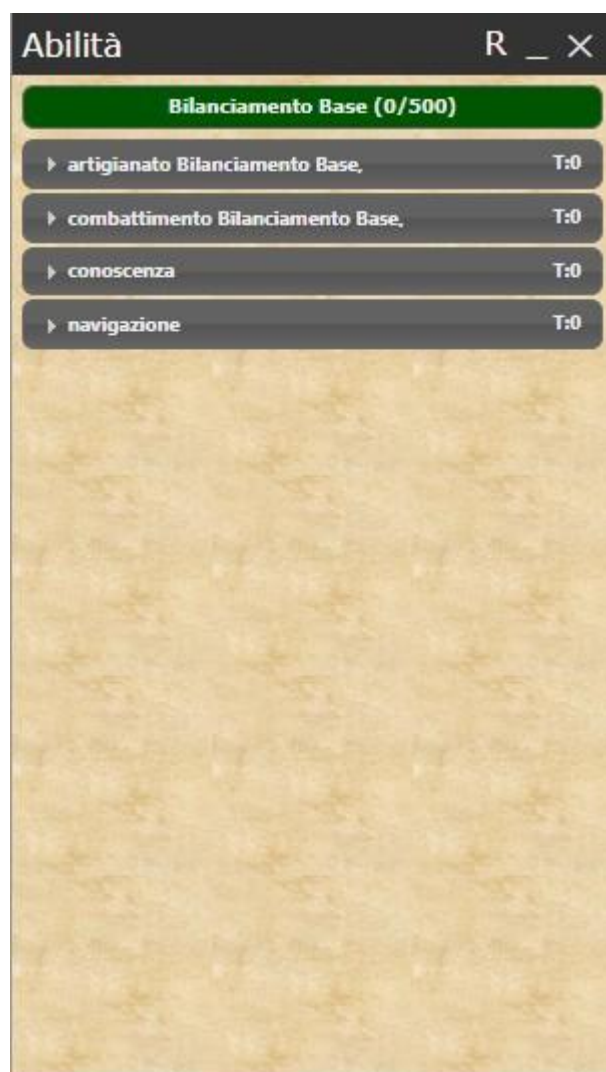 Abilità R _ ×
Bilanciamento Base (0/500)
artigianato Bilanciamento Base, T:0
combattimento Bilanciamento Base, T:0
conoscenza T:0
navigazione T:0